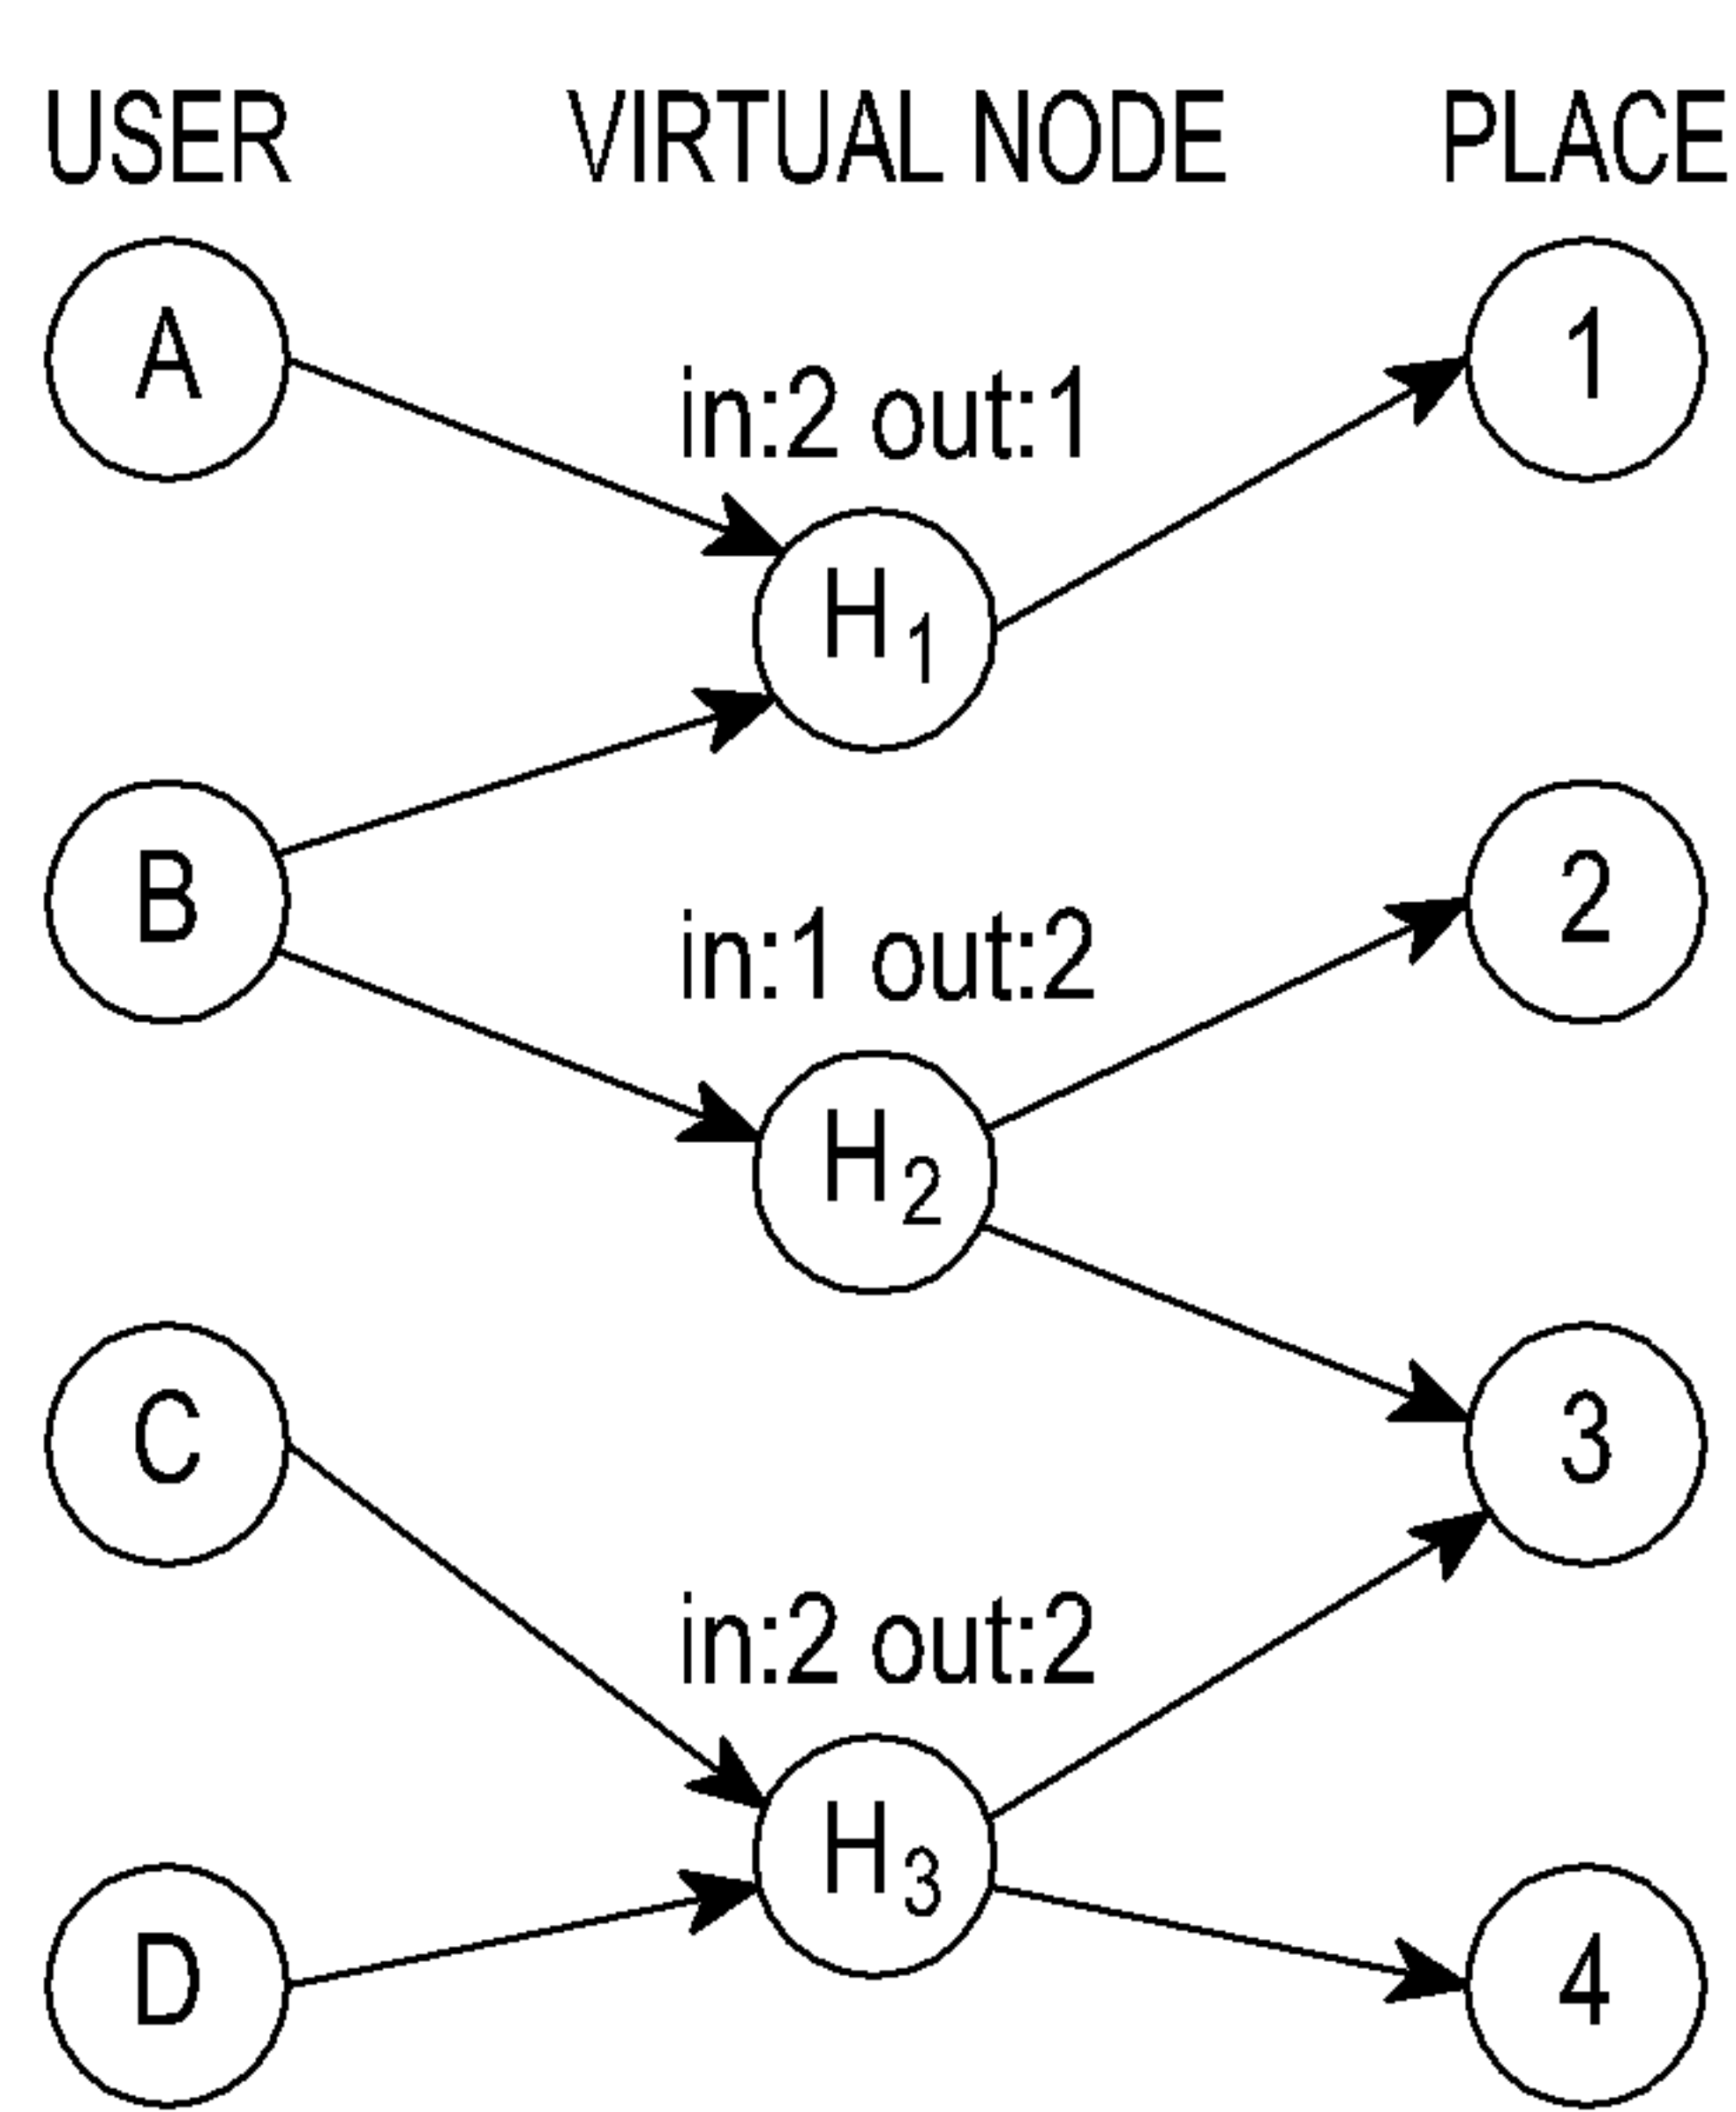 USER VIRTUAL NODE PLACE
A
in:2 out:1
1
H1
B
in:1 out:2
2
H2
C
3
in:2 out:2
H3
D
4